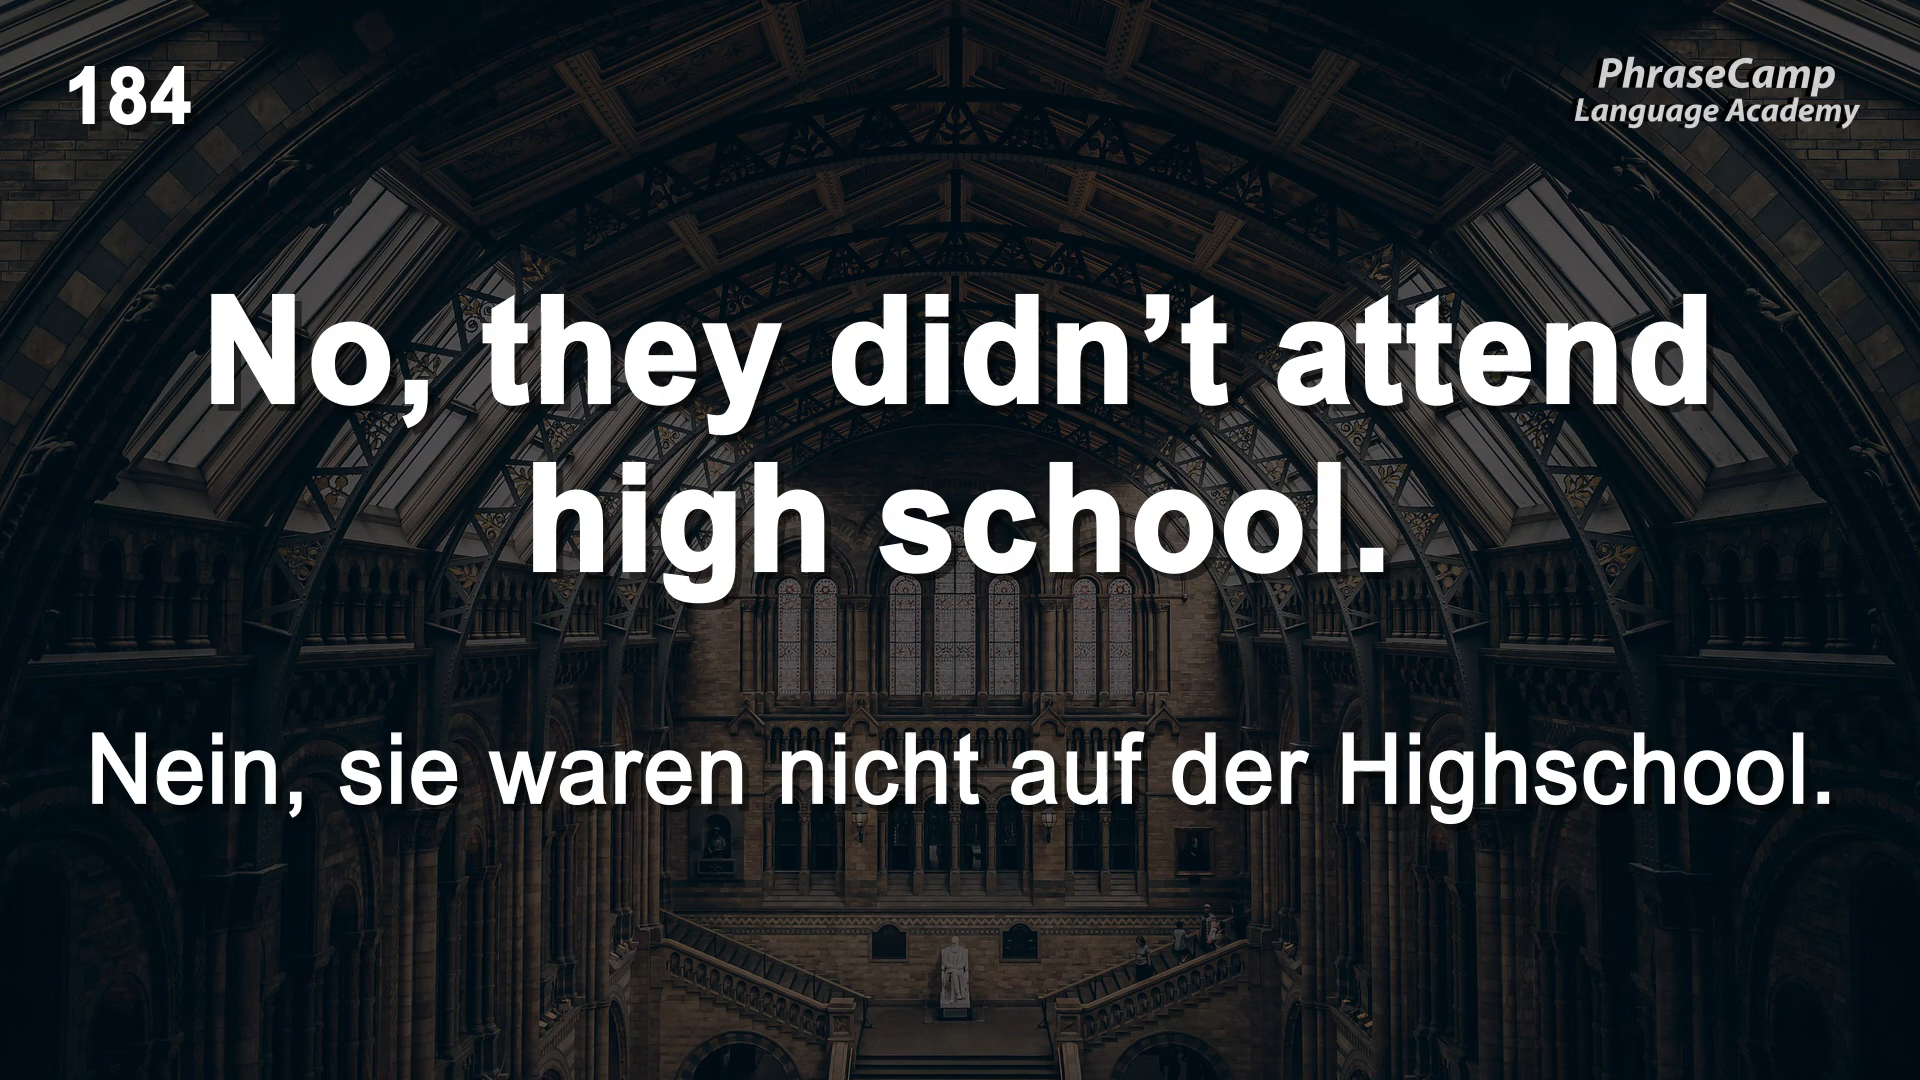 184
PhraseCamp
Language Academy
No, they didn’t attend
high school.
Nein, sie waren nicht auf der Highschool.